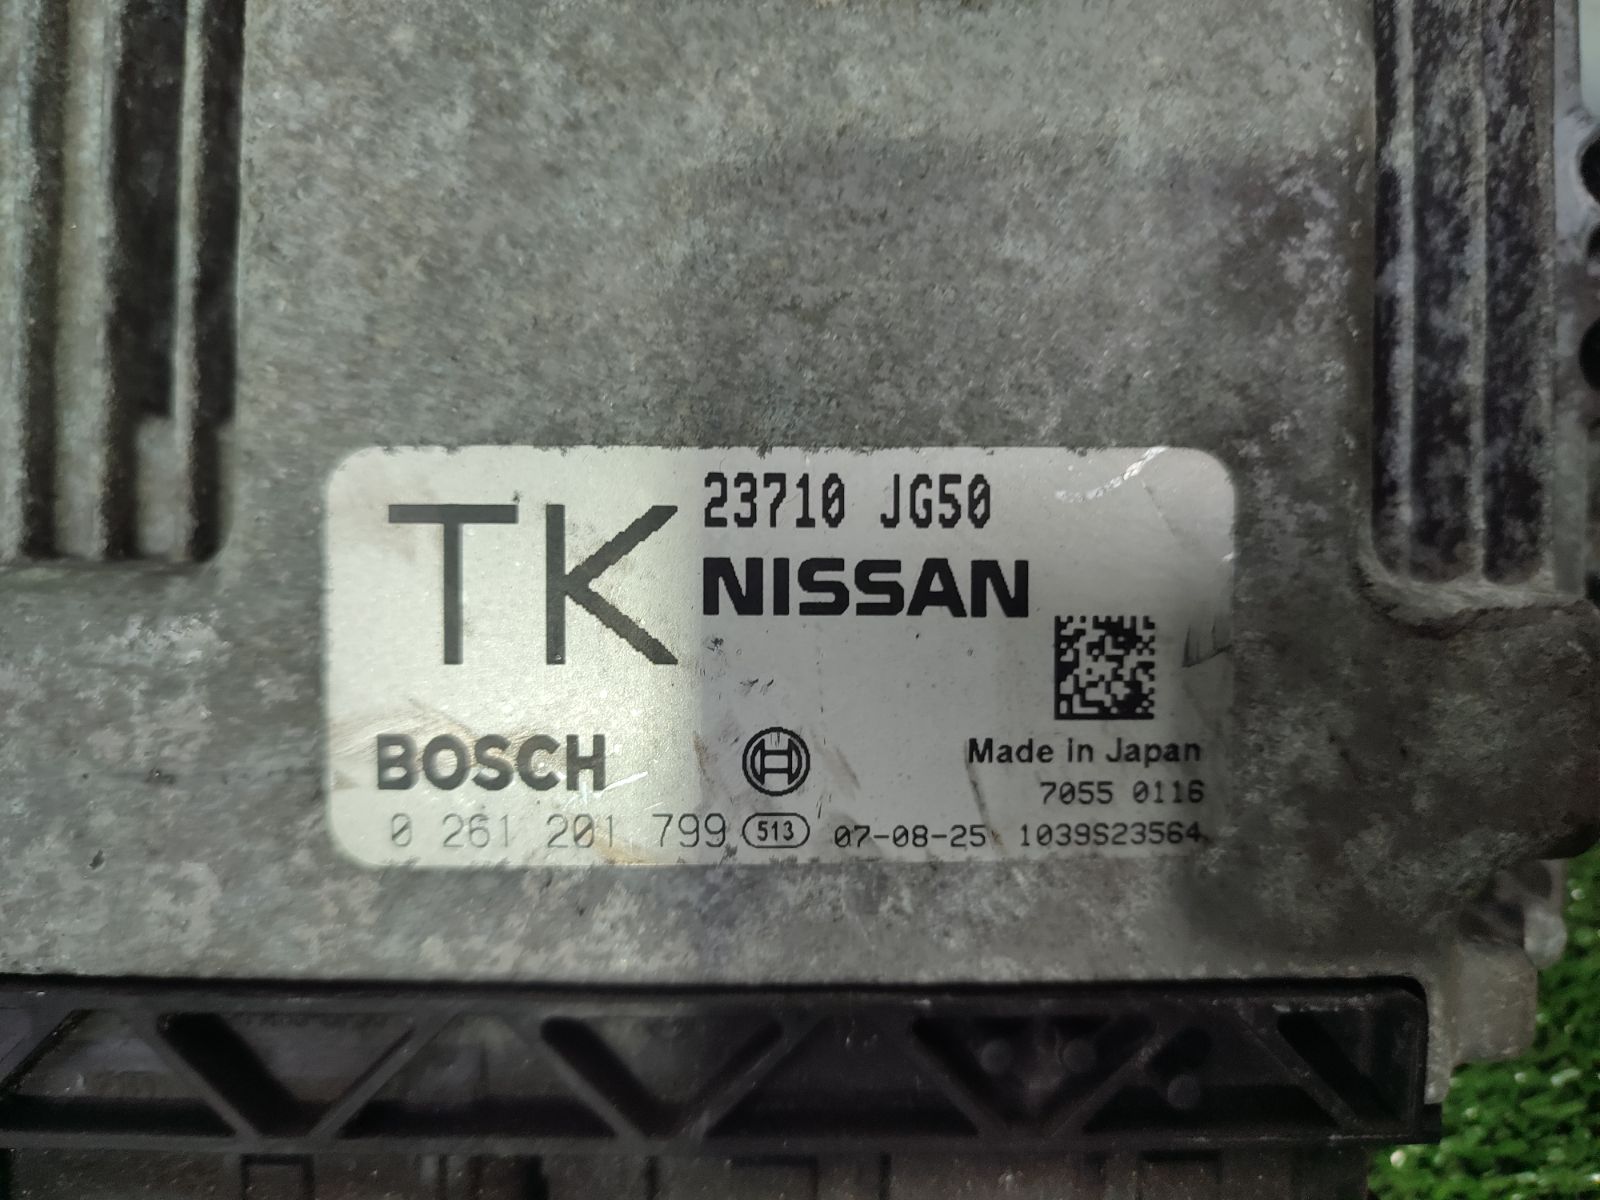 TK
23710 JG50
NISSAN
BOSCH
Made in Japan
7055 0116
0 261 201 799 513 07-08-25 1039S23564